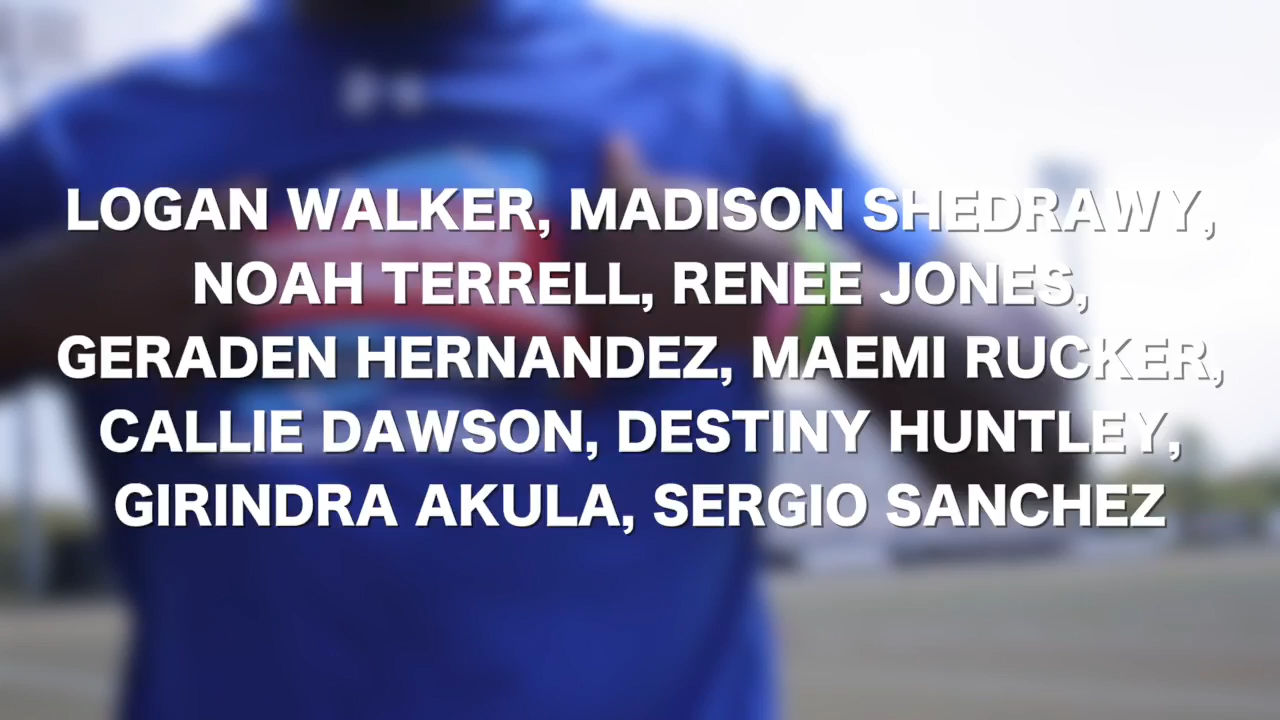 LOGAN WALKER, MADISON SHEDRAWY,
NOAH TERRELL, RENEE JONES,
GERADEN HERNANDEZ, MAEMI RUCKER,
CALLIE DAWSON, DESTINY HUNTLEY,
GIRINDRA AKULA, SERGIO SANCHEZ